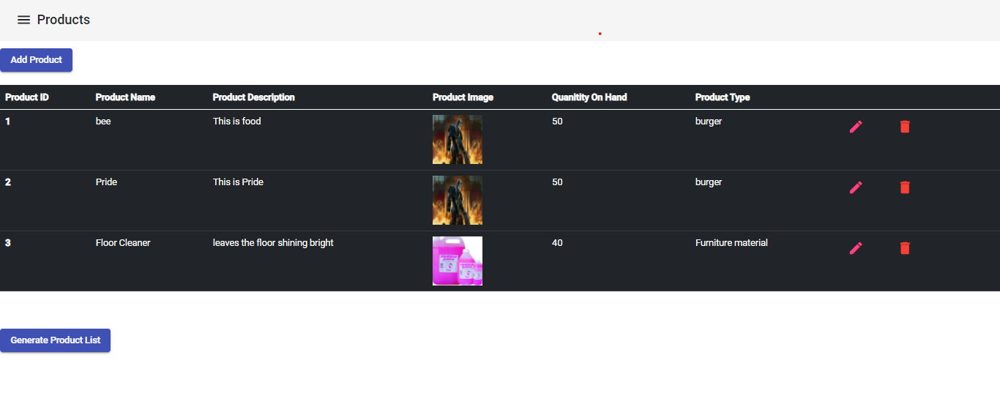 Products
Add Product
Product ID Product Name Product Description Product Image Quanitity On Hand Product Type
1 bee This is food 50 burger
2 Pride This is Pride 50 burger
3 Floor Cleaner leaves the floor shining bright 40 Furniture material
Generate Product List